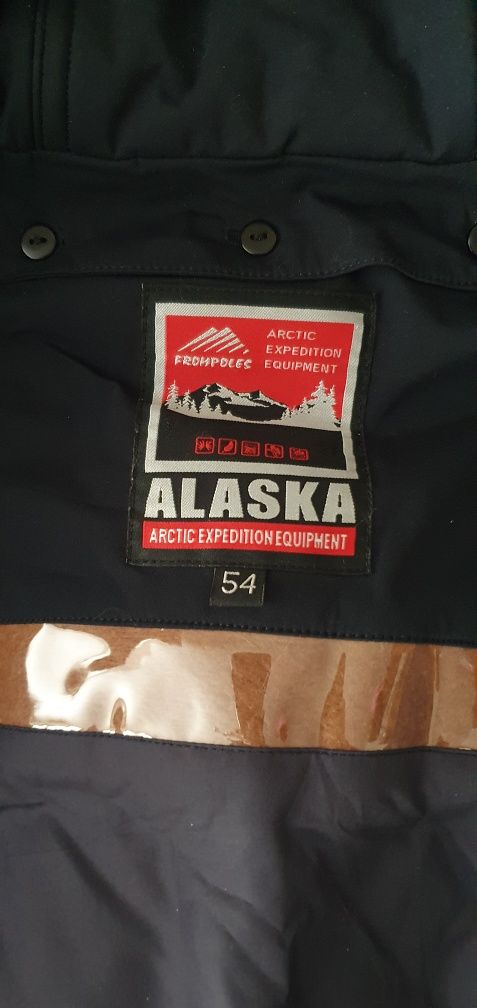 ARCTIC
EXPEDITION
FROMPOLES EQUIPMENT
ALASKA
ARCTIC EXPEDITION EQUIPMENT
54